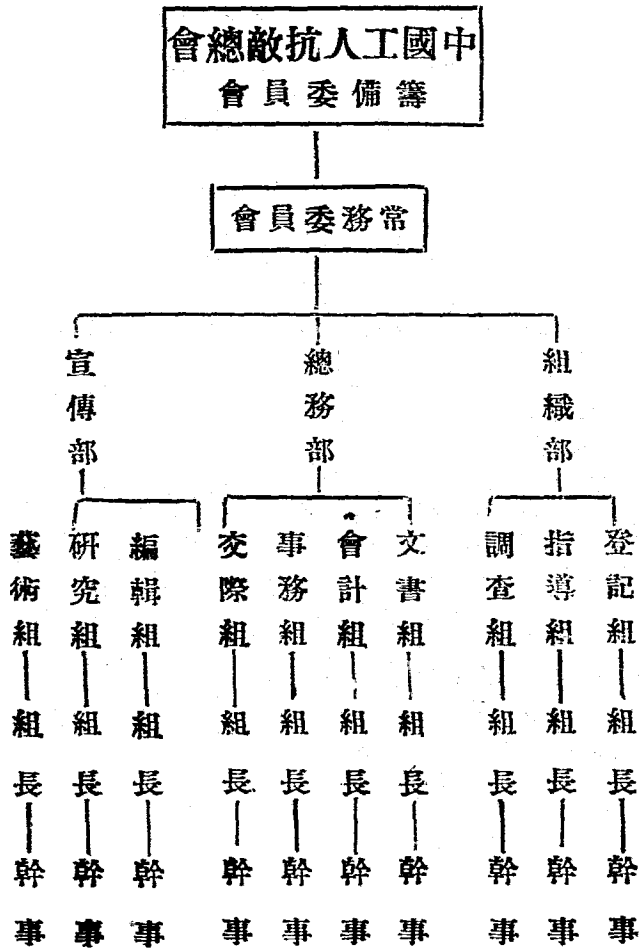 中國工人抗敵總會
籌備委員會
常務委員會
組織部
總務部
宣傳部
登記組
指導組
調查組
文書組
會計組
事務組
交際組
編輯組
研究組
藝術組
組長
組長
組長
組長
組長
組長
組長
組長
組長
組長
幹事
幹事
幹事
幹事
幹事
幹事
幹事
幹事
幹事
幹事